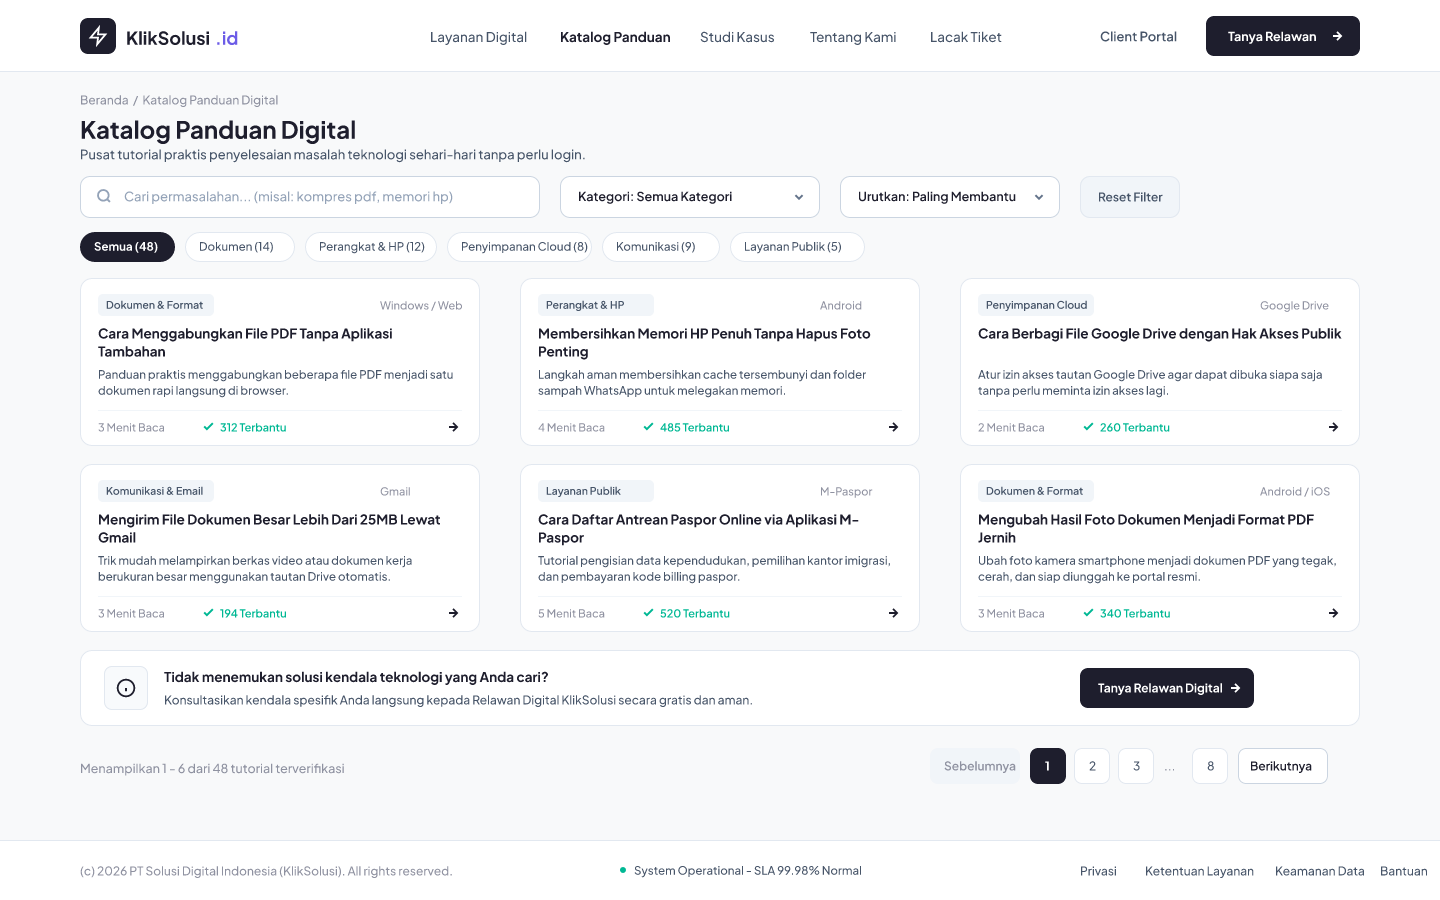 KlikSolusi .id
Layanan Digital
Katalog Panduan
Studi Kasus
Tentang Kami
Lacak Tiket
Client Portal
Tanya Relawan
Beranda / Katalog Panduan Digital
Katalog Panduan Digital
Pusat tutorial praktis penyelesaian masalah teknologi sehari-hari tanpa perlu login.
Cari permasalahan... (misal: kompres pdf, memori hp)
Kategori: Semua Kategori
Urutkan: Paling Membantu
Reset Filter
Semua (48)
Dokumen (14)
Perangkat & HP (12)
Penyimpanan Cloud (8)
Komunikasi (9)
Layanan Publik (5)
Dokumen & Format
Windows / Web
Cara Menggabungkan File PDF Tanpa Aplikasi
Tambahan
Panduan praktis menggabungkan beberapa file PDF menjadi satu
dokumen rapi langsung di browser.
3 Menit Baca
312 Terbantu
Perangkat & HP
Android
Membersihkan Memori HP Penuh Tanpa Hapus Foto
Penting
Langkah aman membersihkan cache tersembunyi dan folder
sampah WhatsApp untuk melegakan memori.
4 Menit Baca
485 Terbantu
Penyimpanan Cloud
Google Drive
Cara Berbagi File Google Drive dengan Hak Akses Publik
Atur izin akses tautan Google Drive agar dapat dibuka siapa saja
tanpa perlu meminta izin akses lagi.
2 Menit Baca
260 Terbantu
Komunikasi & Email
Gmail
Mengirim File Dokumen Besar Lebih Dari 25MB Lewat
Gmail
Trik mudah melampirkan berkas video atau dokumen kerja
berukuran besar menggunakan tautan Drive otomatis.
3 Menit Baca
194 Terbantu
Layanan Publik
M-Paspor
Cara Daftar Antrean Paspor Online via Aplikasi M-
Paspor
Tutorial pengisian data kependudukan, pemilihan kantor imigrasi,
dan pembayaran kode billing paspor.
5 Menit Baca
520 Terbantu
Dokumen & Format
Android / iOS
Mengubah Hasil Foto Dokumen Menjadi Format PDF
Jernih
Ubah foto kamera smartphone menjadi dokumen PDF yang tegak,
cerah, dan siap diunggah ke portal resmi.
3 Menit Baca
340 Terbantu
Tidak menemukan solusi kendala teknologi yang Anda cari?
Konsultasikan kendala spesifik Anda langsung kepada Relawan Digital KlikSolusi secara gratis dan aman.
Tanya Relawan Digital
Menampilkan 1 - 6 dari 48 tutorial terverifikasi
Sebelumnya
1
2
3
...
8
Berikutnya
(c) 2026 PT Solusi Digital Indonesia (KlikSolusi). All rights reserved.
System Operational - SLA 99.98% Normal
Privasi
Ketentuan Layanan
Keamanan Data
Bantuan